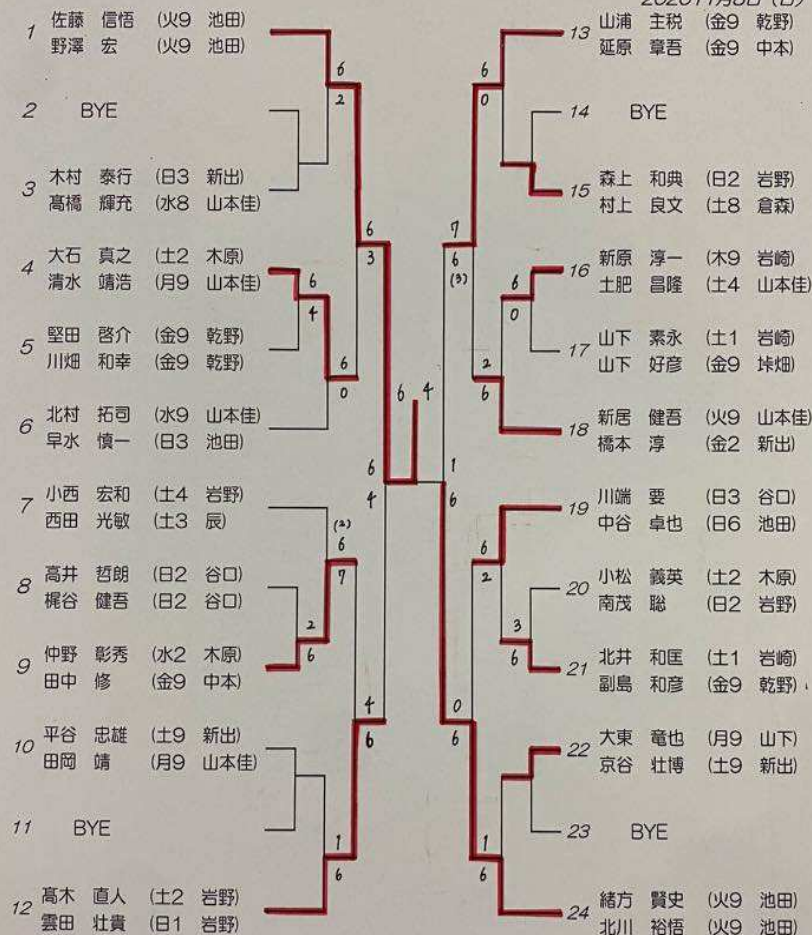 1 佐藤 信悟 (火9 池田)
野澤 宏 (火9 池田)
2 BYE
3 木村 泰行 (日3 新出)
髙橋 輝充 (水8 山本佳)
4 大石 真之 (土2 木原)
清水 靖浩 (月9 山本佳)
5 堅田 啓介 (金9 乾野)
川畑 和幸 (金9 乾野)
6 北村 拓司 (水9 山本佳)
早水 慎一 (日3 池田)
7 小西 宏和 (土4 岩野)
西田 光敏 (土3 辰)
8 高井 哲朗 (日2 谷口)
梶谷 健吾 (日2 谷口)
9 仲野 彰秀 (水2 木原)
田中 修 (金9 中本)
10 平谷 忠雄 (土9 新出)
田岡 靖 (月9 山本佳)
11 BYE
12 髙木 直人 (土2 岩野)
雲田 壮貴 (日1 岩野)
6
2
6
3
6
4
6
0
6
4
(2)
6
7
2
6
4
6
1
6
6 4
6
0
7
6
(3)
6
0
2
6
1
6
6
2
3
6
0
6
1
6
13 山浦 主税 (金9 乾野)
延原 章吾 (金9 中本)
14 BYE
15 森上 和典 (日2 岩野)
村上 良文 (土8 倉森)
16 新原 淳一 (木9 岩崎)
土肥 昌隆 (土4 山本佳)
17 山下 素永 (土1 岩崎)
山下 好彦 (金9 垰畑)
18 新居 健吾 (火9 山本佳)
橋本 淳 (金2 新出)
19 川端 要 (日3 谷口)
中谷 卓也 (日6 池田)
20 小松 義英 (土2 木原)
南茂 聡 (日2 岩野)
21 北井 和匡 (土1 岩崎)
副島 和彦 (金9 乾野)
22 大東 竜也 (月9 山下)
京谷 壮博 (土9 新出)
23 BYE
24 緒方 賢史 (火9 池田)
北川 裕悟 (火9 池田)